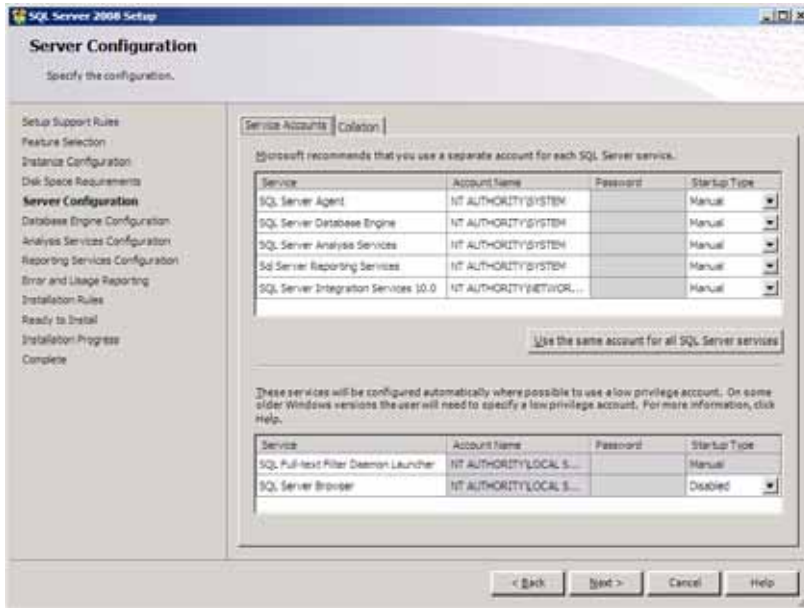 SQL Server 2008 Setup
Server Configuration
Specify the configuration.
Setup Support Rules
Feature Selection
Instance Configuration
Disk Space Requirements
Server Configuration
Database Engine Configuration
Analysis Services Configuration
Reporting Services Configuration
Error and Usage Reporting
Installation Rules
Ready to Install
Installation Progress
Complete
Service Accounts Collation
Microsoft recommends that you use a separate account for each SQL Server service.
Service Account Name Password Startup Type
SQL Server Agent NT AUTHORITY\SYSTEM Manual
SQL Server Database Engine NT AUTHORITY\SYSTEM Manual
SQL Server Analysis Services NT AUTHORITY\SYSTEM Manual
Sql Server Reporting Services NT AUTHORITY\SYSTEM Manual
SQL Server Integration Services 10.0 NT AUTHORITY\NETWOR... Manual
Use the same account for all SQL Server services
These services will be configured automatically where possible to use a low privilege account. On some
older Windows versions the user will need to specify a low privilege account. For more information, click
Help.
Service Account Name Password Startup Type
SQL Full-text Filter Daemon Launcher NT AUTHORITY\LOCAL S... Manual
SQL Server Browser NT AUTHORITY\LOCAL S... Disabled
< Back Next > Cancel Help